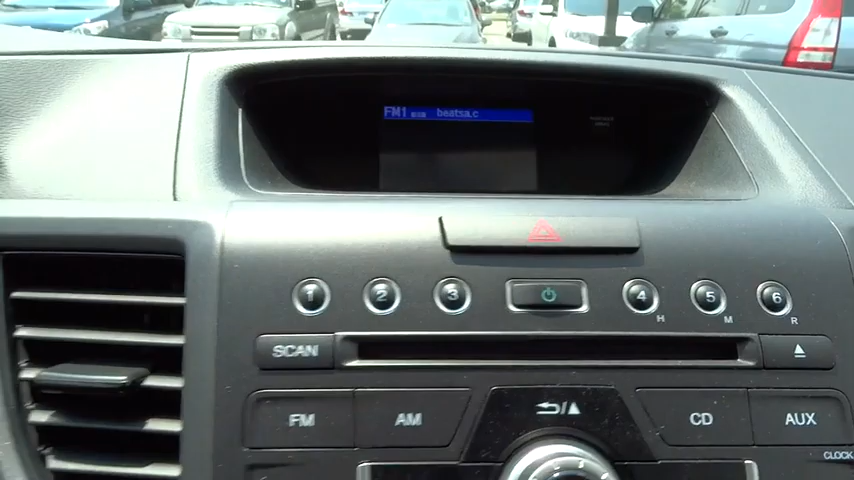 FM1 beatsa.c
1 2 3 4 5 6
H M R
SCAN
FM AM CD AUX
CLOCK